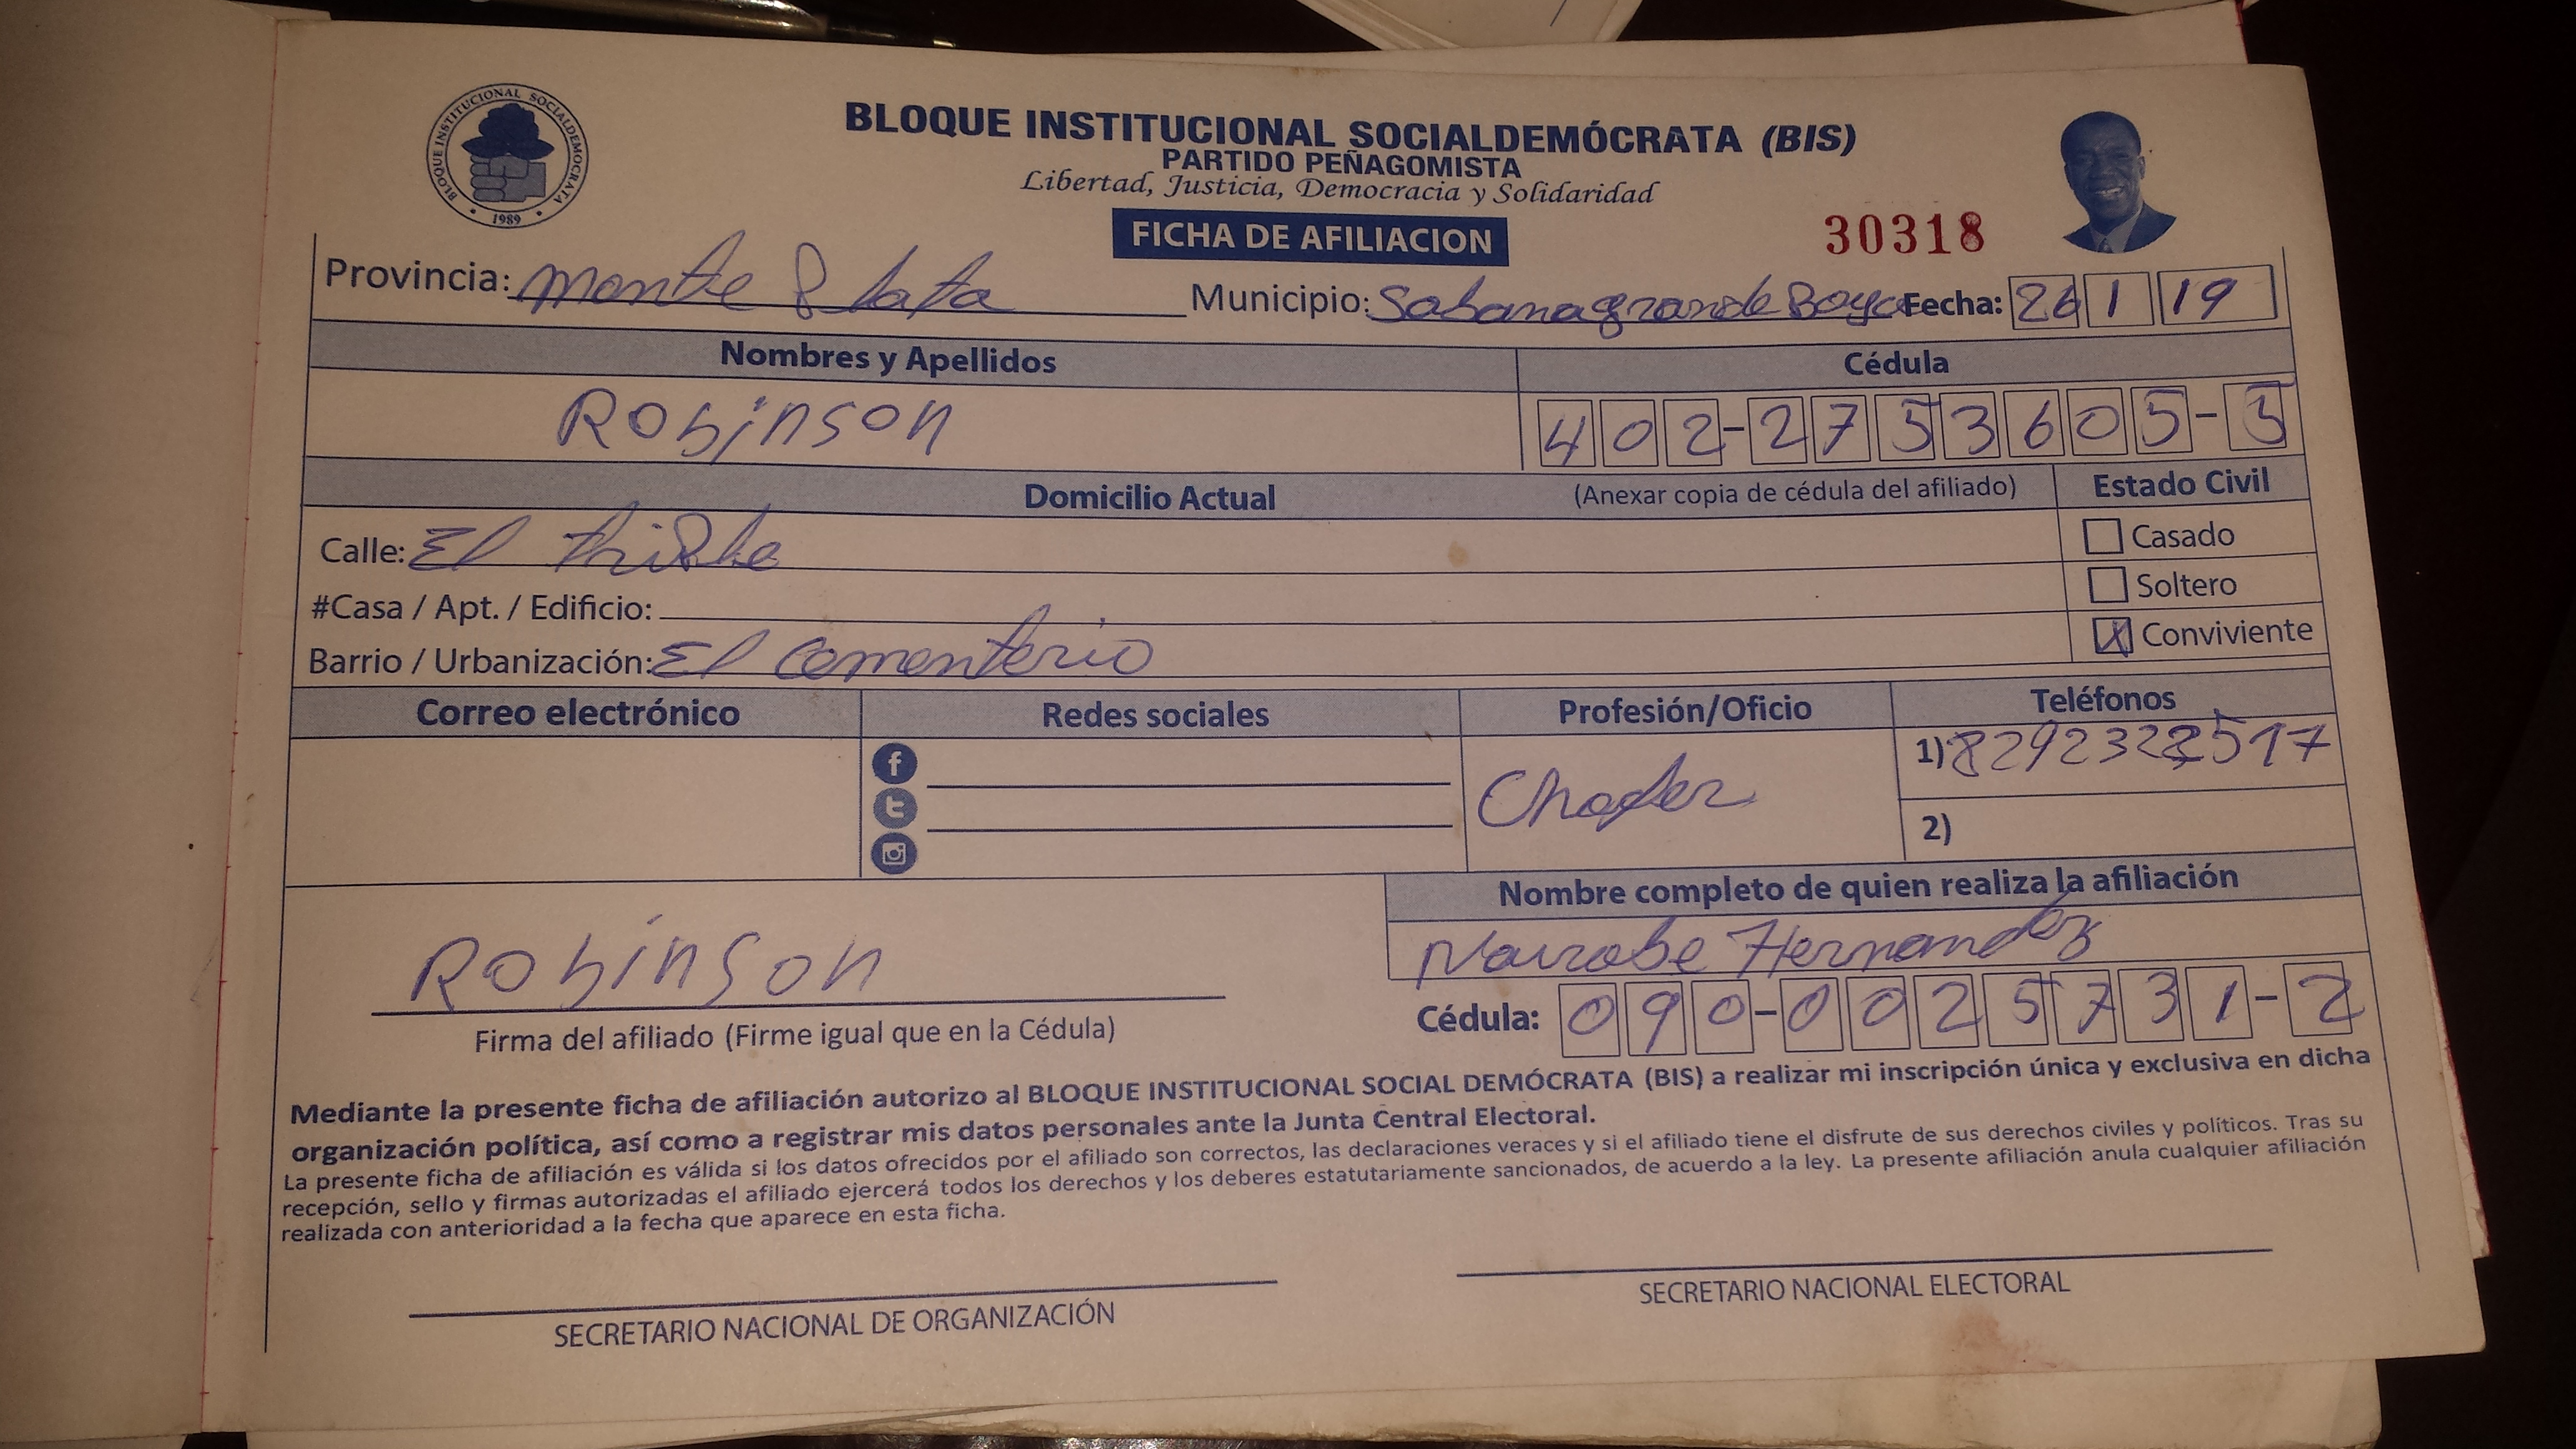 BLOQUE INSTITUCIONAL SOCIALDEMOCRATA
1989
BLOQUE INSTITUCIONAL SOCIALDEMÓCRATA (BIS)
PARTIDO PEÑAGOMISTA
Libertad, Justicia, Democracia y Solidaridad
FICHA DE AFILIACION
30318
Provincia: Monte Plata Municipio: Sabanagrande Boya Fecha: 26 1 19
Nombres y Apellidos Cédula
Robinson 402-2753605-5
Domicilio Actual (Anexar copia de cédula del afiliado) Estado Civil
Calle: El Casado
#Casa / Apt. / Edificio: Soltero
Barrio / Urbanización: El Comenterio X Conviviente
Correo electrónico Redes sociales Profesión/Oficio Teléfonos
1) 8292322517
Chofer
2)
Nombre completo de quien realiza la afiliación
Nairobe Hernandez
Robinson
Cédula: 090-0025731-2
Firma del afiliado (Firme igual que en la Cédula)
Mediante la presente ficha de afiliación autorizo al BLOQUE INSTITUCIONAL SOCIAL DEMÓCRATA (BIS) a realizar mi inscripción única y exclusiva en dicha
organización política, así como a registrar mis datos personales ante la Junta Central Electoral.
La presente ficha de afiliación es válida si los datos ofrecidos por el afiliado son correctos, las declaraciones veraces y si el afiliado tiene el disfrute de sus derechos civiles y políticos. Tras su
recepción, sello y firmas autorizadas el afiliado ejercerá todos los derechos y los deberes estatutariamente sancionados, de acuerdo a la ley. La presente afiliación anula cualquier afiliación
realizada con anterioridad a la fecha que aparece en esta ficha.
SECRETARIO NACIONAL DE ORGANIZACIÓN SECRETARIO NACIONAL ELECTORAL